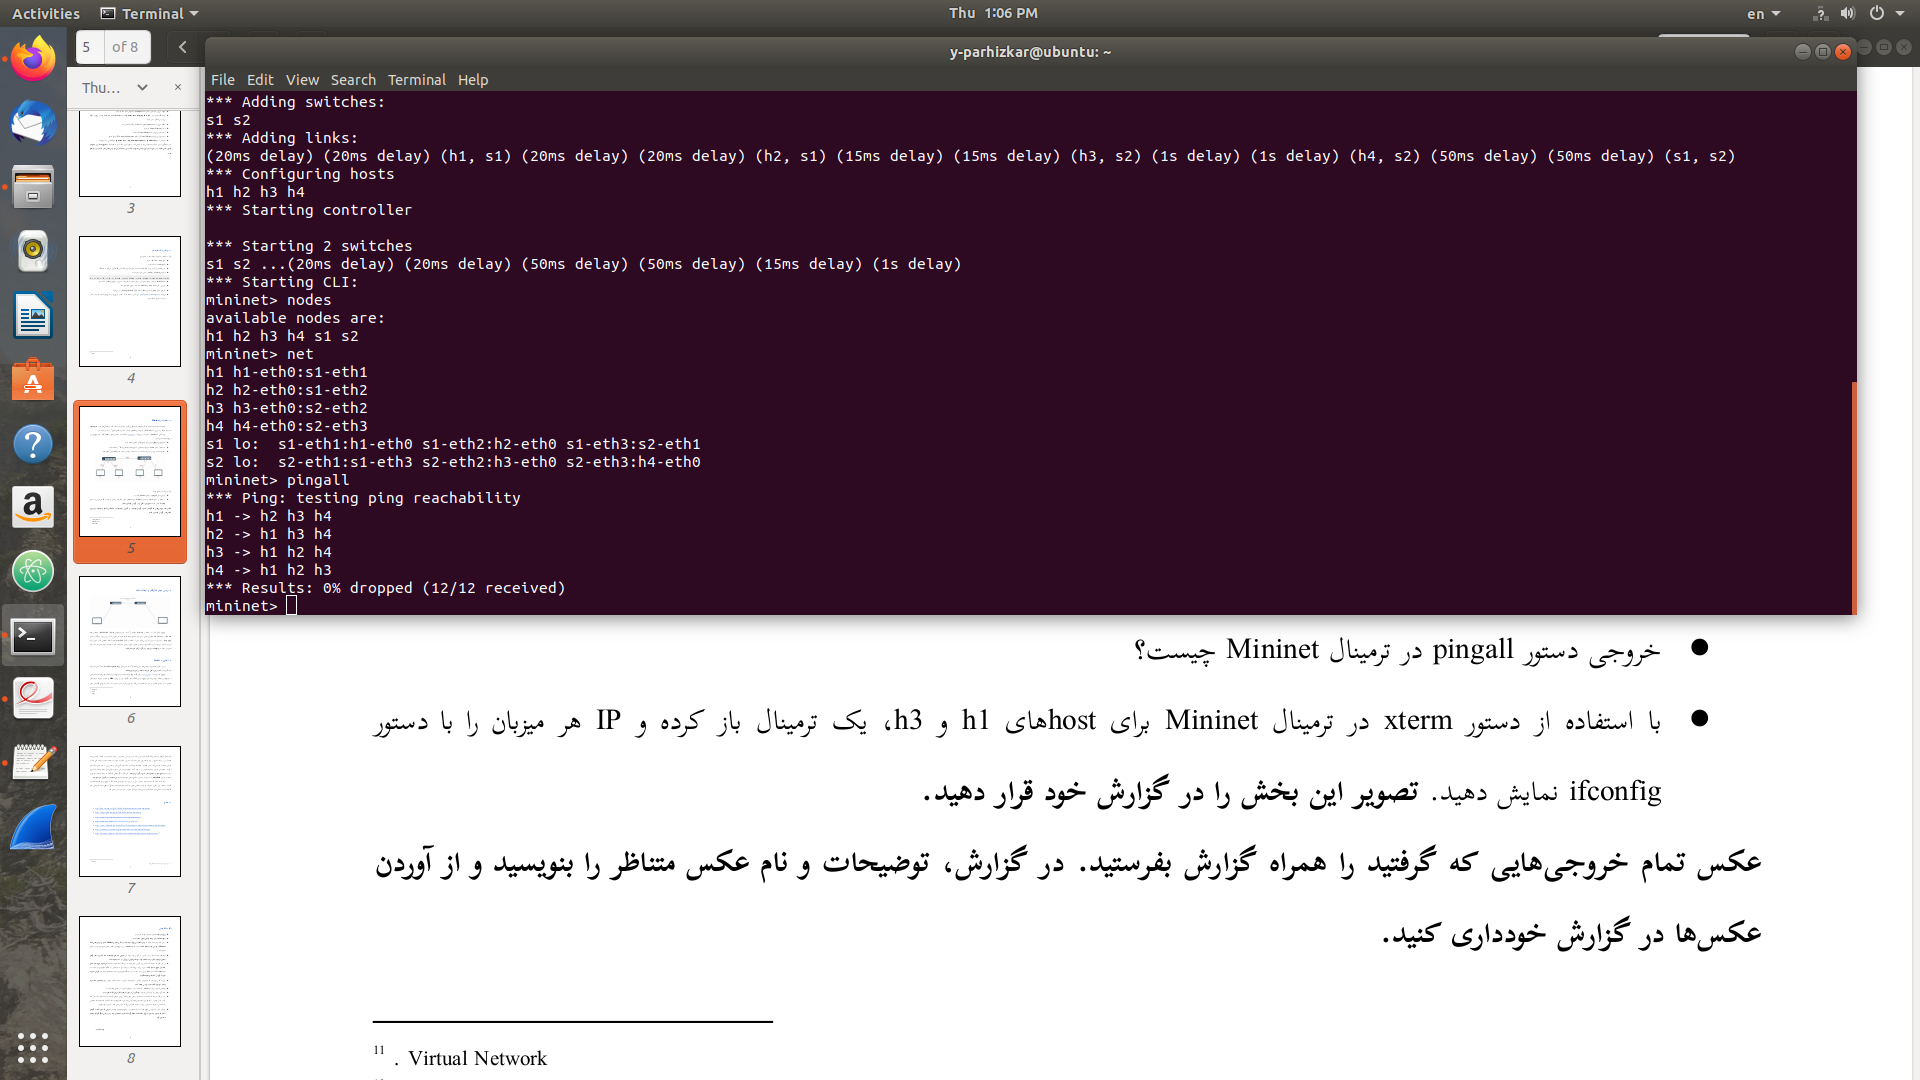 Activities Terminal Thu 1:06 PM en
5 of 8
y-parhizkar@ubuntu: ~
File Edit View Search Terminal Help
Thu...
*** Adding switches:
s1 s2
*** Adding links:
(20ms delay) (20ms delay) (h1, s1) (20ms delay) (20ms delay) (h2, s1) (15ms delay) (15ms delay) (h3, s2) (1s delay) (1s delay) (h4, s2) (50ms delay) (50ms delay) (s1, s2)
*** Configuring hosts
h1 h2 h3 h4
*** Starting controller
*** Starting 2 switches
s1 s2 ...(20ms delay) (20ms delay) (50ms delay) (50ms delay) (15ms delay) (1s delay)
*** Starting CLI:
mininet> nodes
available nodes are:
h1 h2 h3 h4 s1 s2
mininet> net
h1 h1-eth0:s1-eth1
h2 h2-eth0:s1-eth2
h3 h3-eth0:s2-eth2
h4 h4-eth0:s2-eth3
s1 lo:  s1-eth1:h1-eth0 s1-eth2:h2-eth0 s1-eth3:s2-eth1
s2 lo:  s2-eth1:s1-eth3 s2-eth2:h3-eth0 s2-eth3:h4-eth0
mininet> pingall
*** Ping: testing ping reachability
h1 -> h2 h3 h4
h2 -> h1 h3 h4
h3 -> h1 h2 h4
h4 -> h1 h2 h3
*** Results: 0% dropped (12/12 received)
mininet>
● خروجی دستور pingall در ترمینال Mininet چیست؟
● با استفاده از دستور xterm در ترمینال Mininet برای hostهای h1 و h3، یک ترمینال باز کرده و IP هر میزبان را با دستور
ifconfig نمایش دهید. تصویر این بخش را در گزارش خود قرار دهید.
عکس تمام خروجی‌هایی که گرفتید را همراه گزارش بفرستید. در گزارش، توضیحات و نام عکس متناظر را بنویسید و از آوردن
عکس‌ها در گزارش خودداری کنید.
11 . Virtual Network
3
4
5
6
7
8